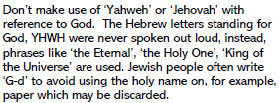 Don't make use of 'Yahweh' or 'Jehovah' with
reference to God.  The Hebrew letters standing for
God, YHWH were never spoken out loud, instead,
phrases like 'the Eternal', 'the Holy One', 'King of
the Universe' are used. Jewish people often write
'G-d' to avoid using the holy name on, for example,
paper which may be discarded.